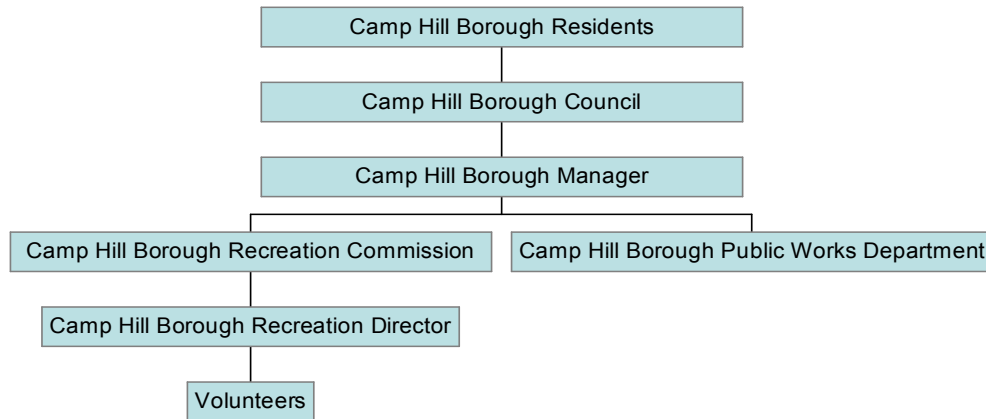 Camp Hill Borough Residents
Camp Hill Borough Council
Camp Hill Borough Manager
Camp Hill Borough Recreation Commission
Camp Hill Borough Public Works Department
Camp Hill Borough Recreation Director
Volunteers